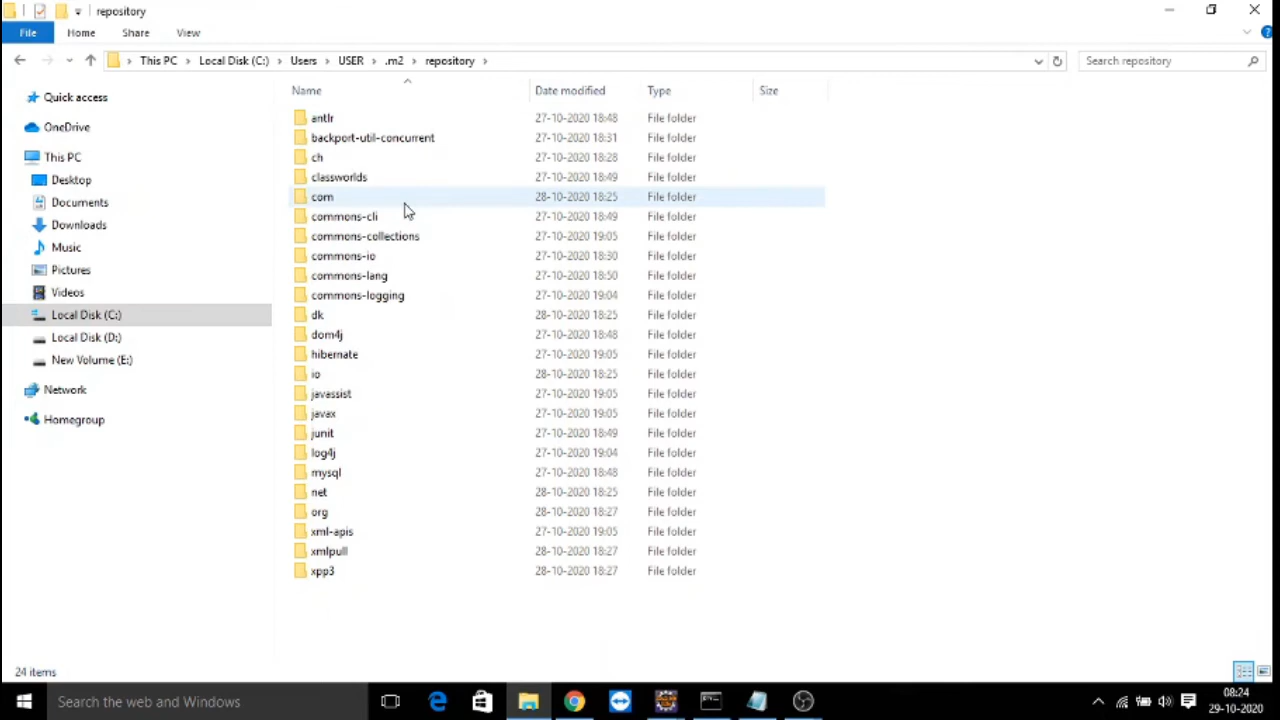 repository
File Home Share View
This PC Local Disk (C:) Users USER .m2 repository Search repository
Name Date modified Type Size
Quick access
OneDrive
This PC
Desktop
Documents
Downloads
Music
Pictures
Videos
Local Disk (C:)
Local Disk (D:)
New Volume (E:)
Network
Homegroup
antlr 27-10-2020 18:48 File folder
backport-util-concurrent 27-10-2020 18:31 File folder
ch 27-10-2020 18:28 File folder
classworlds 27-10-2020 18:49 File folder
com 28-10-2020 18:25 File folder
commons-cli 27-10-2020 18:49 File folder
commons-collections 27-10-2020 19:05 File folder
commons-io 27-10-2020 18:30 File folder
commons-lang 27-10-2020 18:50 File folder
commons-logging 27-10-2020 19:04 File folder
dk 28-10-2020 18:25 File folder
dom4j 27-10-2020 18:48 File folder
hibernate 27-10-2020 19:05 File folder
io 28-10-2020 18:25 File folder
javassist 27-10-2020 19:05 File folder
javax 27-10-2020 19:05 File folder
junit 27-10-2020 18:49 File folder
log4j 27-10-2020 19:04 File folder
mysql 27-10-2020 18:48 File folder
net 28-10-2020 18:25 File folder
org 28-10-2020 18:27 File folder
xml-apis 27-10-2020 19:05 File folder
xmlpull 28-10-2020 18:27 File folder
xpp3 28-10-2020 18:27 File folder
24 items
Search the web and Windows
08:24
29-10-2020